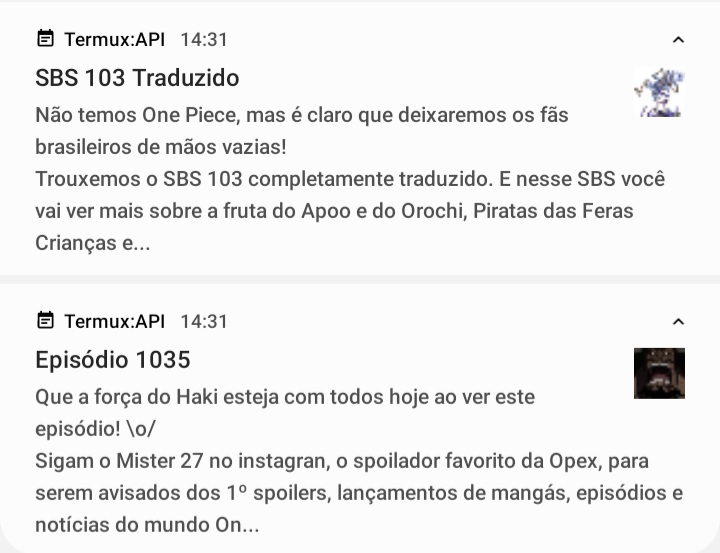 Termux:API 14:31
SBS 103 Traduzido
Não temos One Piece, mas é claro que deixaremos os fãs
brasileiros de mãos vazias!
Trouxemos o SBS 103 completamente traduzido. E nesse SBS você
vai ver mais sobre a fruta do Apoo e do Orochi, Piratas das Feras
Crianças e...
Termux:API 14:31
Episódio 1035
Que a força do Haki esteja com todos hoje ao ver este
episódio! \o/
Sigam o Mister 27 no instagran, o spoilador favorito da Opex, para
serem avisados dos 1º spoilers, lançamentos de mangás, episódios e
notícias do mundo On...